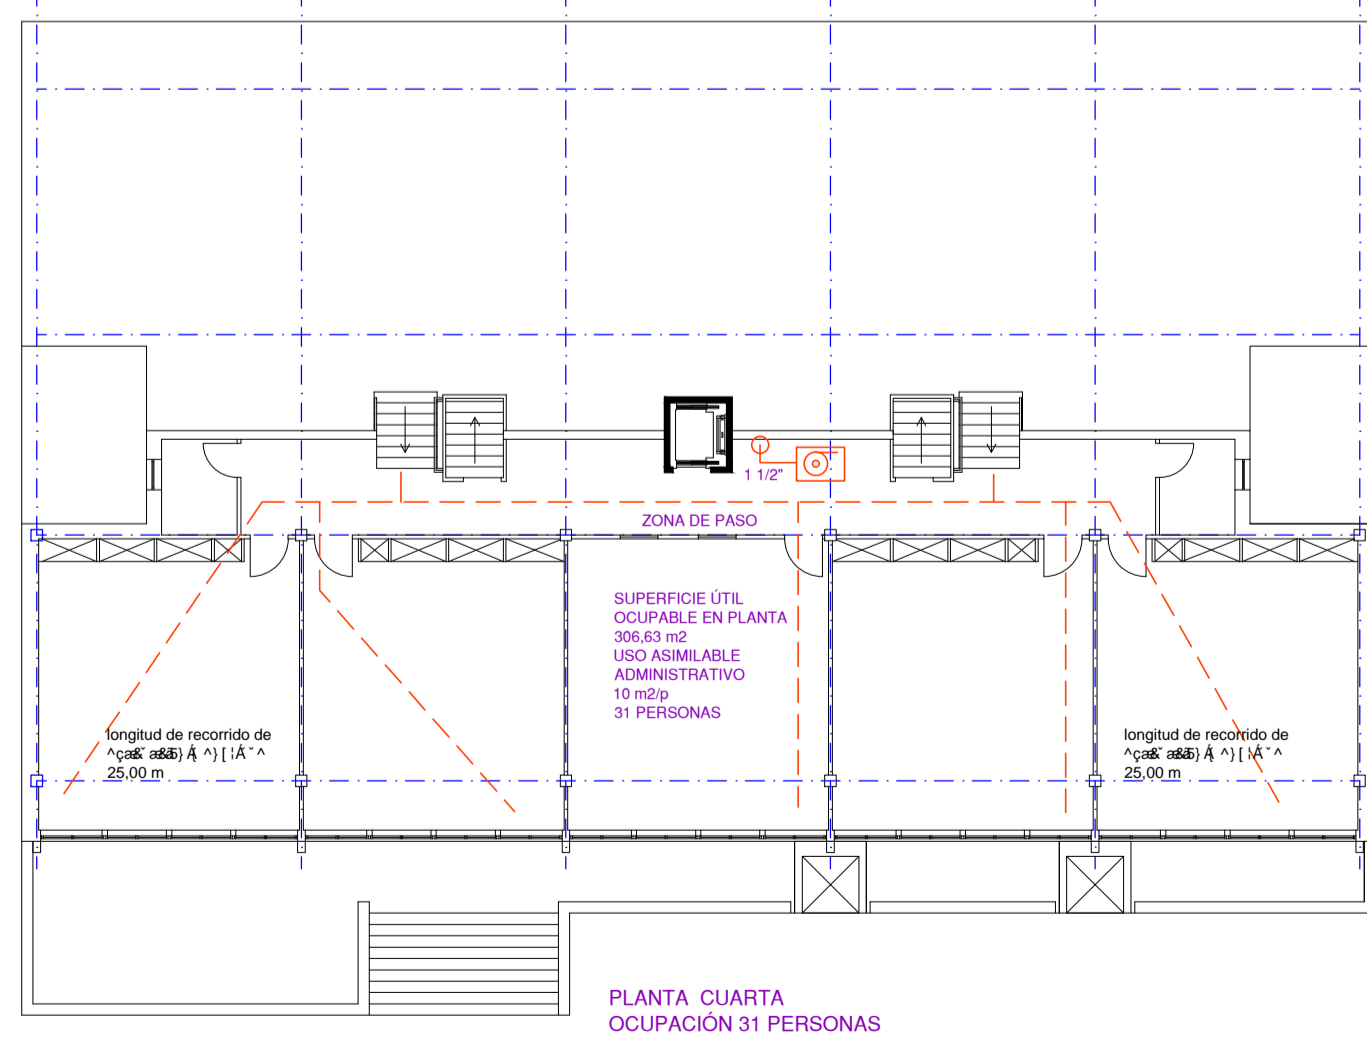 1 1/2"
ZONA DE PASO
SUPERFICIE ÚTIL
OCUPABLE EN PLANTA
306,63 m2
USO ASIMILABLE
ADMINISTRATIVO
10 m2/p
31 PERSONAS
longitud de recorrido de
25,00 m
longitud de recorrido de
25,00 m
PLANTA CUARTA
OCUPACIÓN 31 PERSONAS